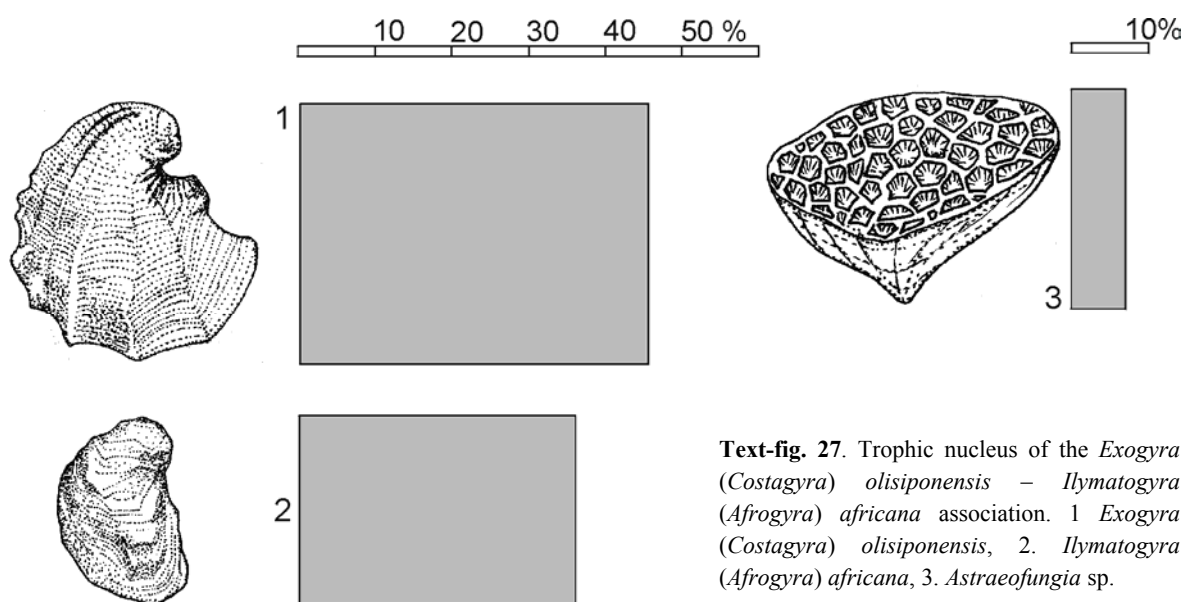 10 20 30 40 50 %
10%
1
3
2
Text-fig. 27. Trophic nucleus of the Exogyra
(Costagyra) olisiponensis – Ilymatogyra
(Afrogyra) africana association. 1 Exogyra
(Costagyra) olisiponensis, 2. Ilymatogyra
(Afrogyra) africana, 3. Astraeofungia sp.